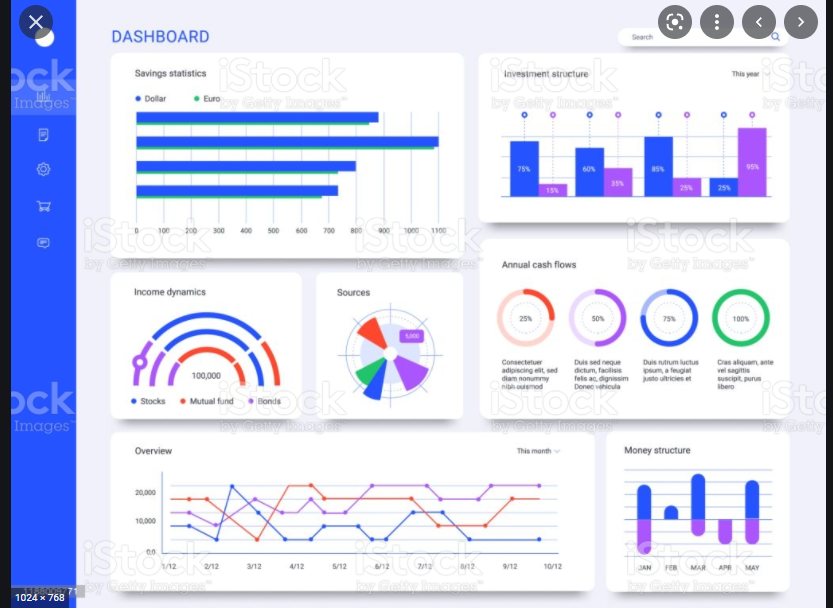 DASHBOARD
Search
Savings statistics
Dollar
Euro
0 100 200 300 400 500 600 700 800 900 1000 1100
Investment structure
This year
75%
15%
60%
35%
85%
25%
25%
95%
Income dynamics
100,000
Stocks
Mutual fund
Bonds
Sources
5,000
Annual cash flows
25%
50%
75%
100%
Consectetuer
adipiscing elit, sed
diam nonummy
nibh euismod
Duis sed neque
dictum, facilisis
felis ac, dignissim
Donec vehicula
Duis rutrum luctus
ipsum, a feugiat
justo ultricies et
Cras aliquam, ante
vel sagittis
suscipit, purus
libero
Overview
This month
20,000
10,000
0.0
1/12 2/12 3/12 4/12 5/12 6/12 7/12 8/12 9/12 10/12
Money structure
JAN FEB MAR APR MAY
iStock
by Getty Images™
1024 × 768